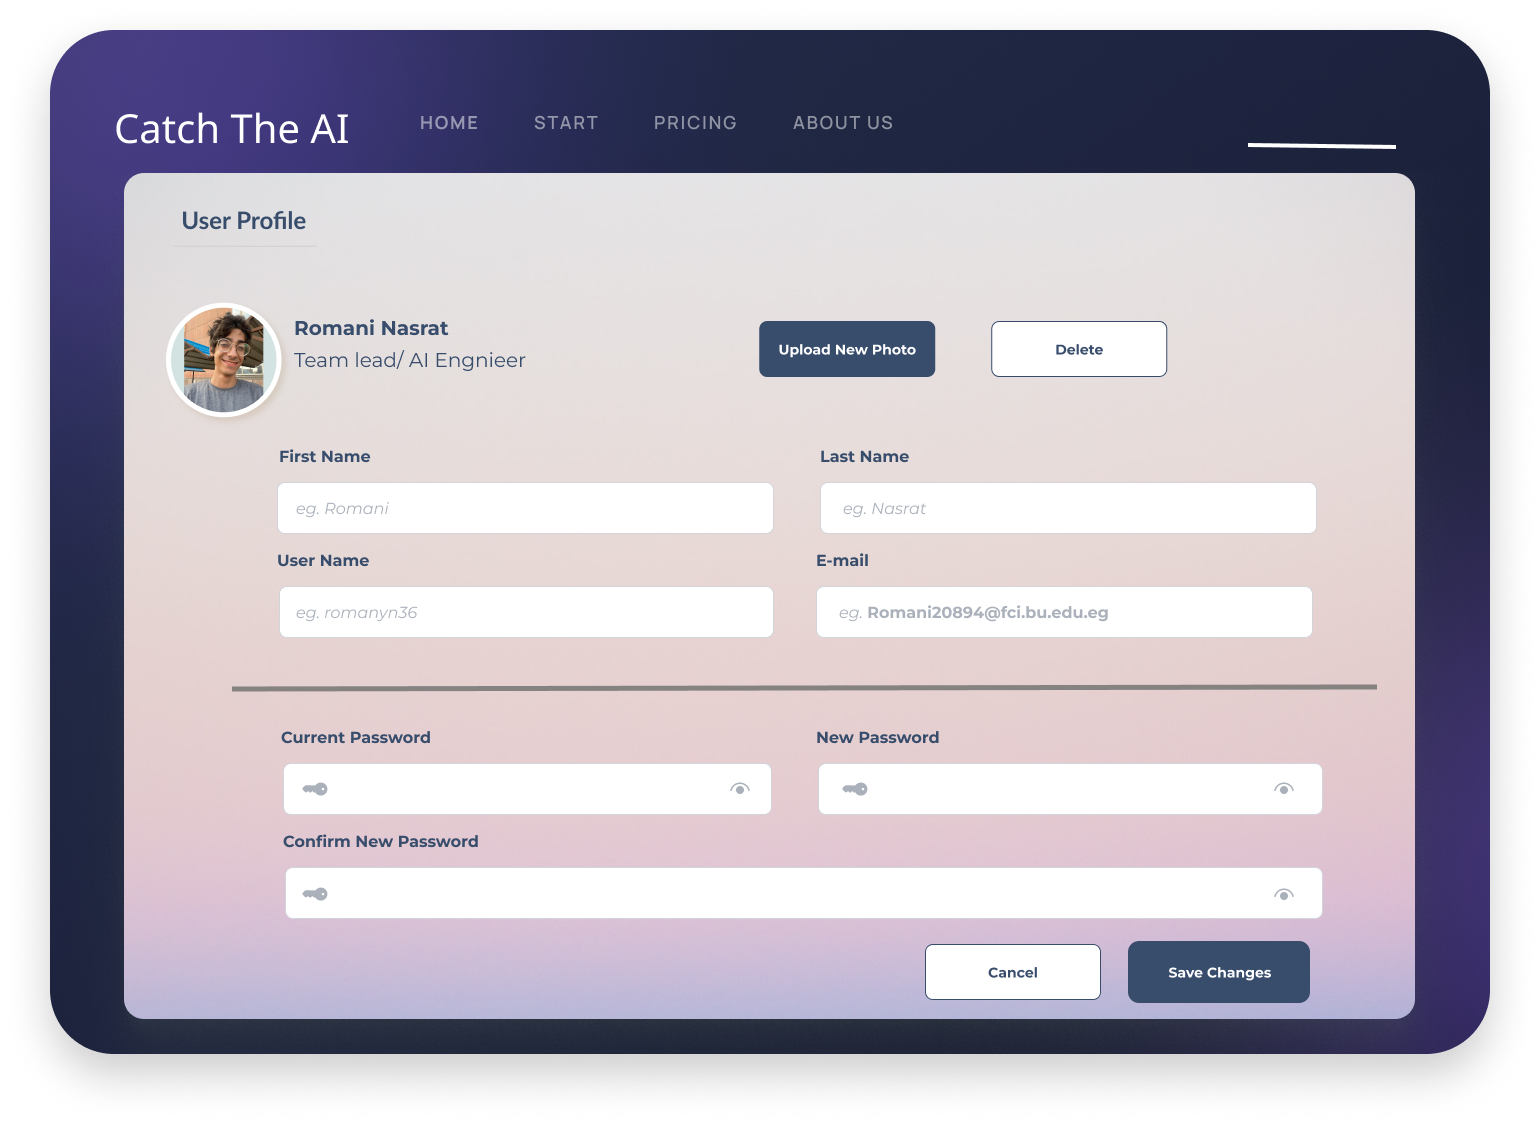 Catch The AI
HOME
START
PRICING
ABOUT US
User Profile
Romani Nasrat
Team lead/ AI Engnieer
Upload New Photo
Delete
First Name
Last Name
eg. Romani
eg. Nasrat
User Name
E-mail
eg. romanyn36
eg. Romani20894@fci.bu.edu.eg
Current Password
New Password
Confirm New Password
Cancel
Save Changes